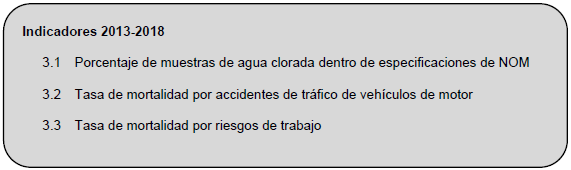 Indicadores 2013-2018
3.1 Porcentaje de muestras de agua clorada dentro de especificaciones de NOM
3.2 Tasa de mortalidad por accidentes de tráfico de vehículos de motor
3.3 Tasa de mortalidad por riesgos de trabajo